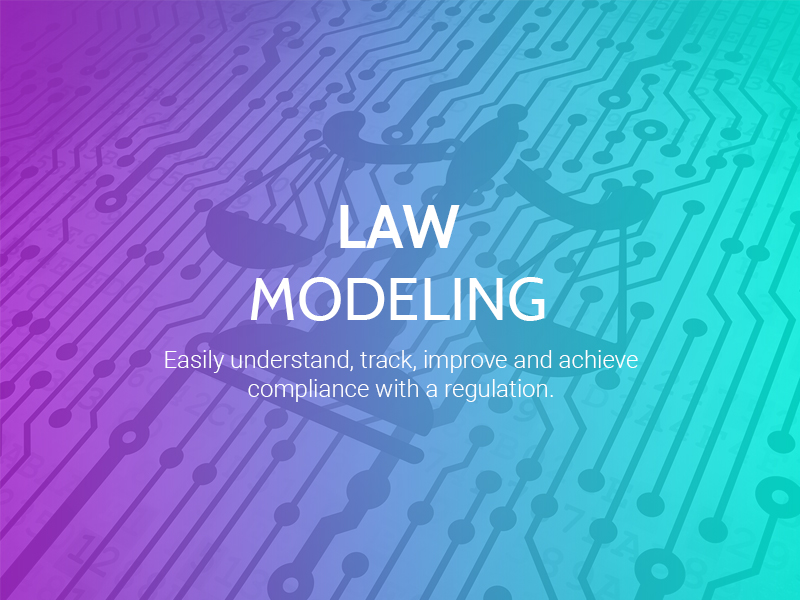 LAW
MODELING
Easily understand, track, improve and achieve
compliance with a regulation.